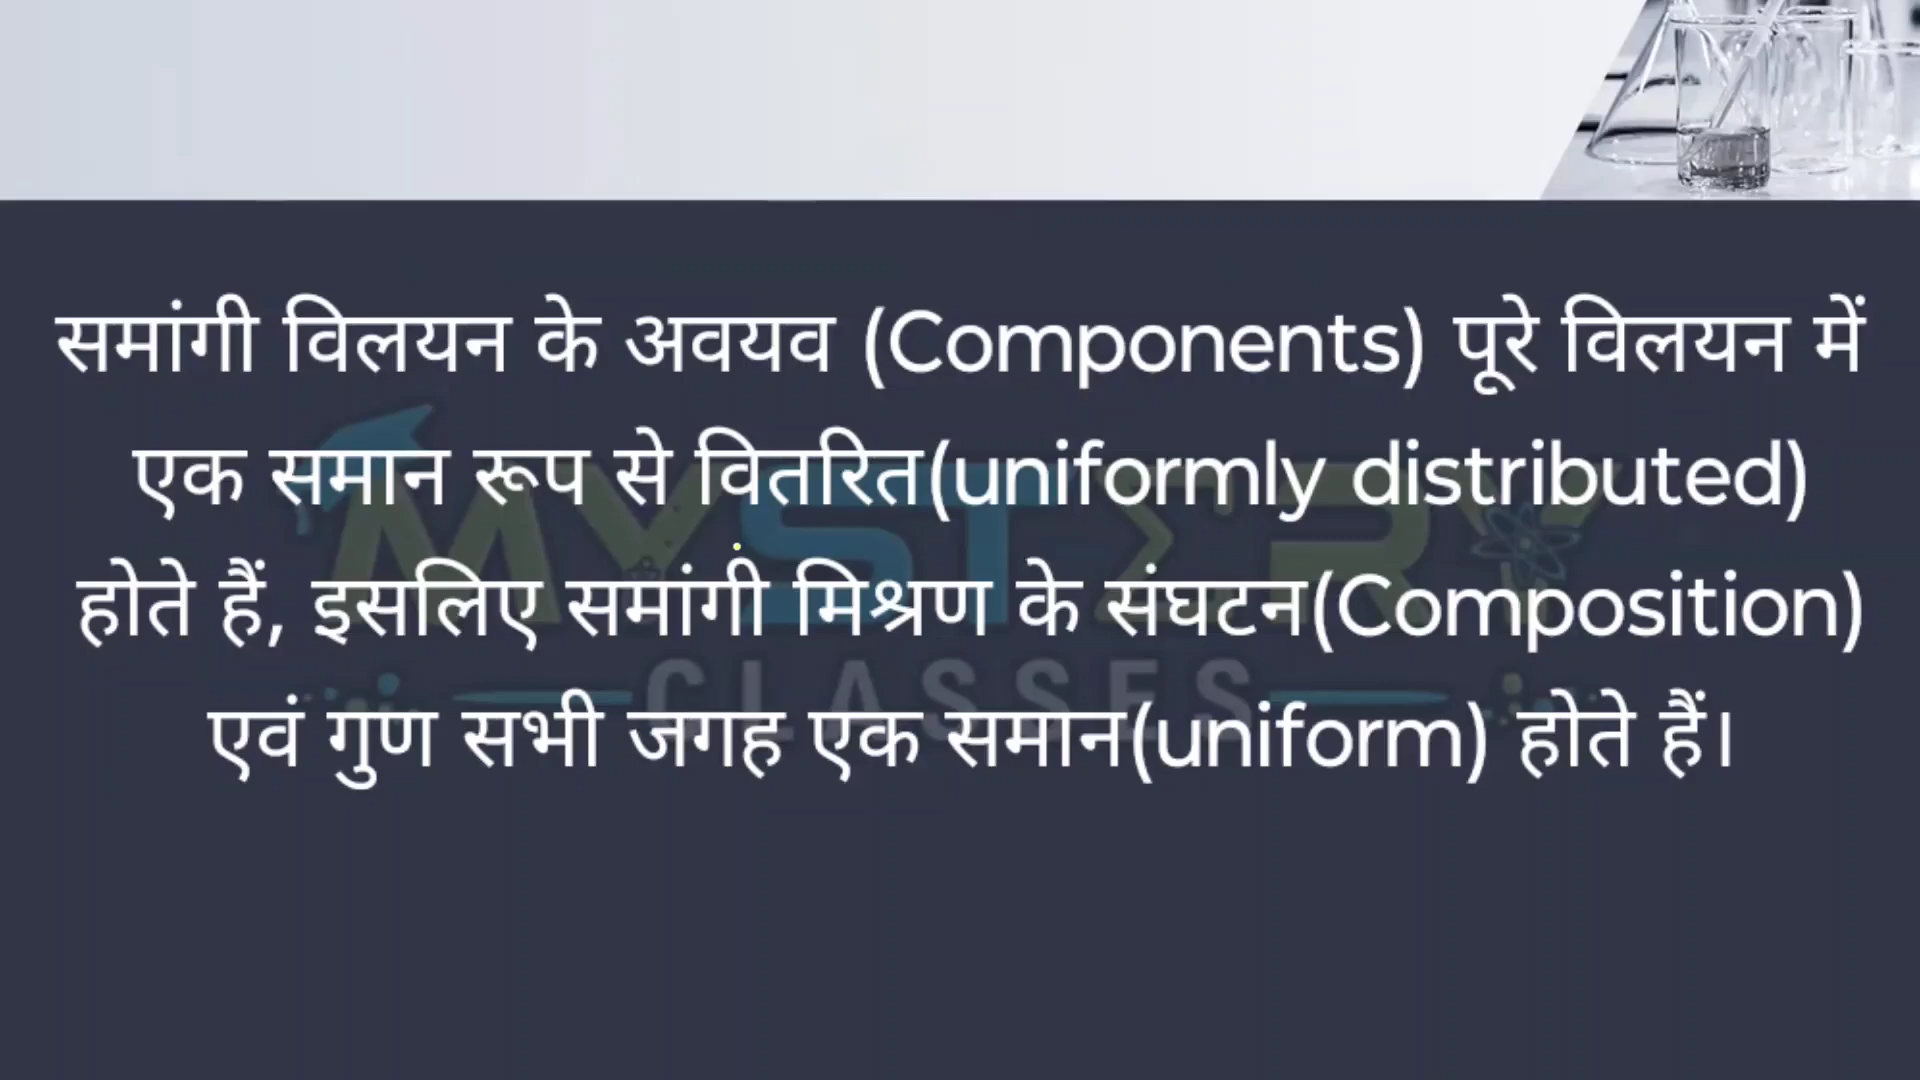 समांगी विलयन के अवयव (Components) पूरे विलयन में
एक समान रूप से वितरित(uniformly distributed)
होते हैं, इसलिए समांगी मिश्रण के संघटन(Composition)
एवं गुण सभी जगह एक समान(uniform) होते हैं।
MYSTΣRY
CLASSES